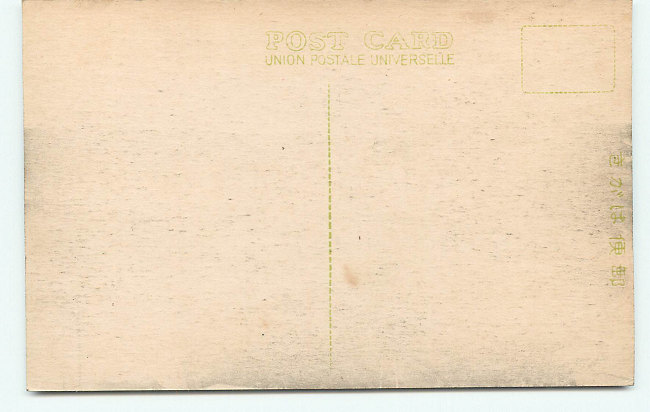 POST CARD
UNION POSTALE UNIVERSELLE
郵便はがき